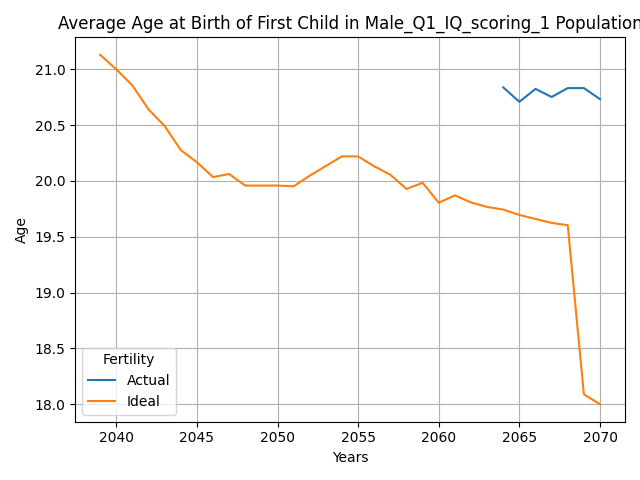 Average Age at Birth of First Child in Male_Q1_IQ_scoring_1 Population
21.0
20.5
20.0
19.5
19.0
18.5
18.0
Age
Fertility
Actual
Ideal
2040 2045 2050 2055 2060 2065 2070
Years